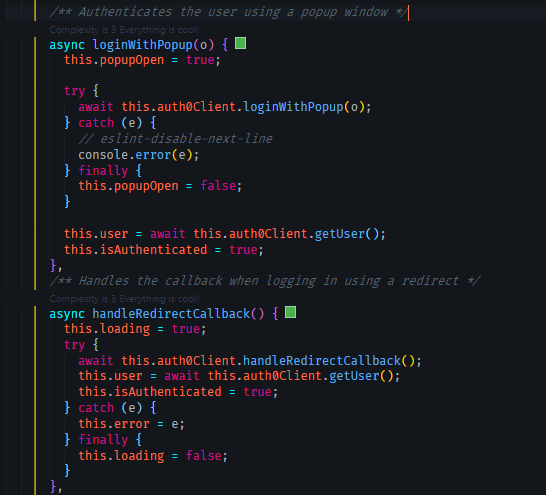 /** Authenticates the user using a popup window */
Complexity is 3 Everything is cool!
async loginWithPopup(o) {
this.popupOpen = true;
try {
await this.auth0Client.loginWithPopup(o);
} catch (e) {
// eslint-disable-next-line
console.error(e);
} finally {
this.popupOpen = false;
}
this.user = await this.auth0Client.getUser();
this.isAuthenticated = true;
},
/** Handles the callback when logging in using a redirect */
Complexity is 3 Everything is cool!
async handleRedirectCallback() {
this.loading = true;
try {
await this.auth0Client.handleRedirectCallback();
this.user = await this.auth0Client.getUser();
this.isAuthenticated = true;
} catch (e) {
this.error = e;
} finally {
this.loading = false;
}
},